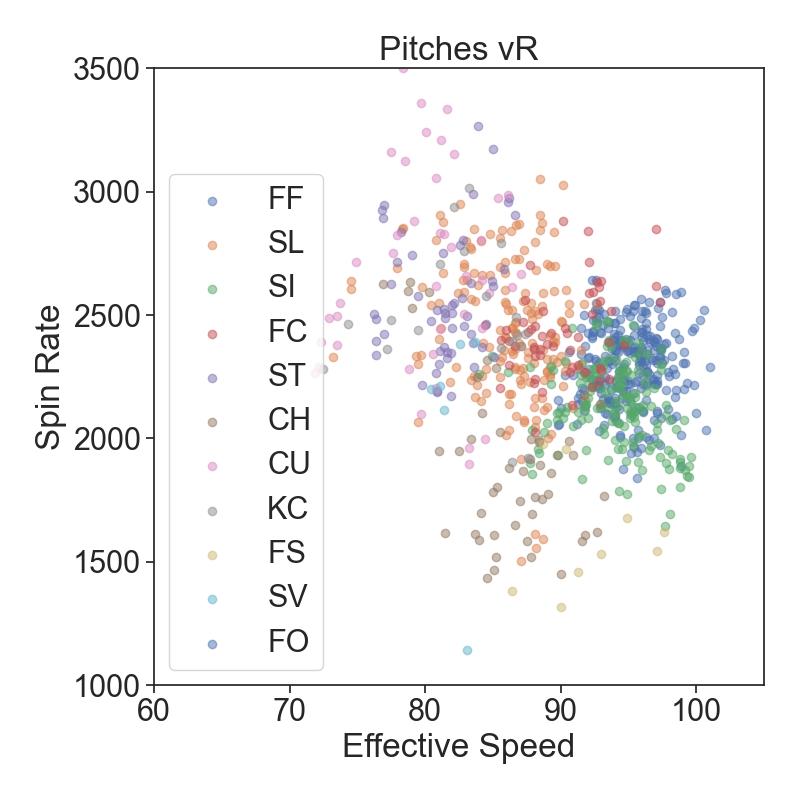 Pitches vR
3500
3000
2500
2000
1500
1000
Spin Rate
FF
SL
SI
FC
ST
CH
CU
KC
FS
SV
FO
60 70 80 90 100
Effective Speed